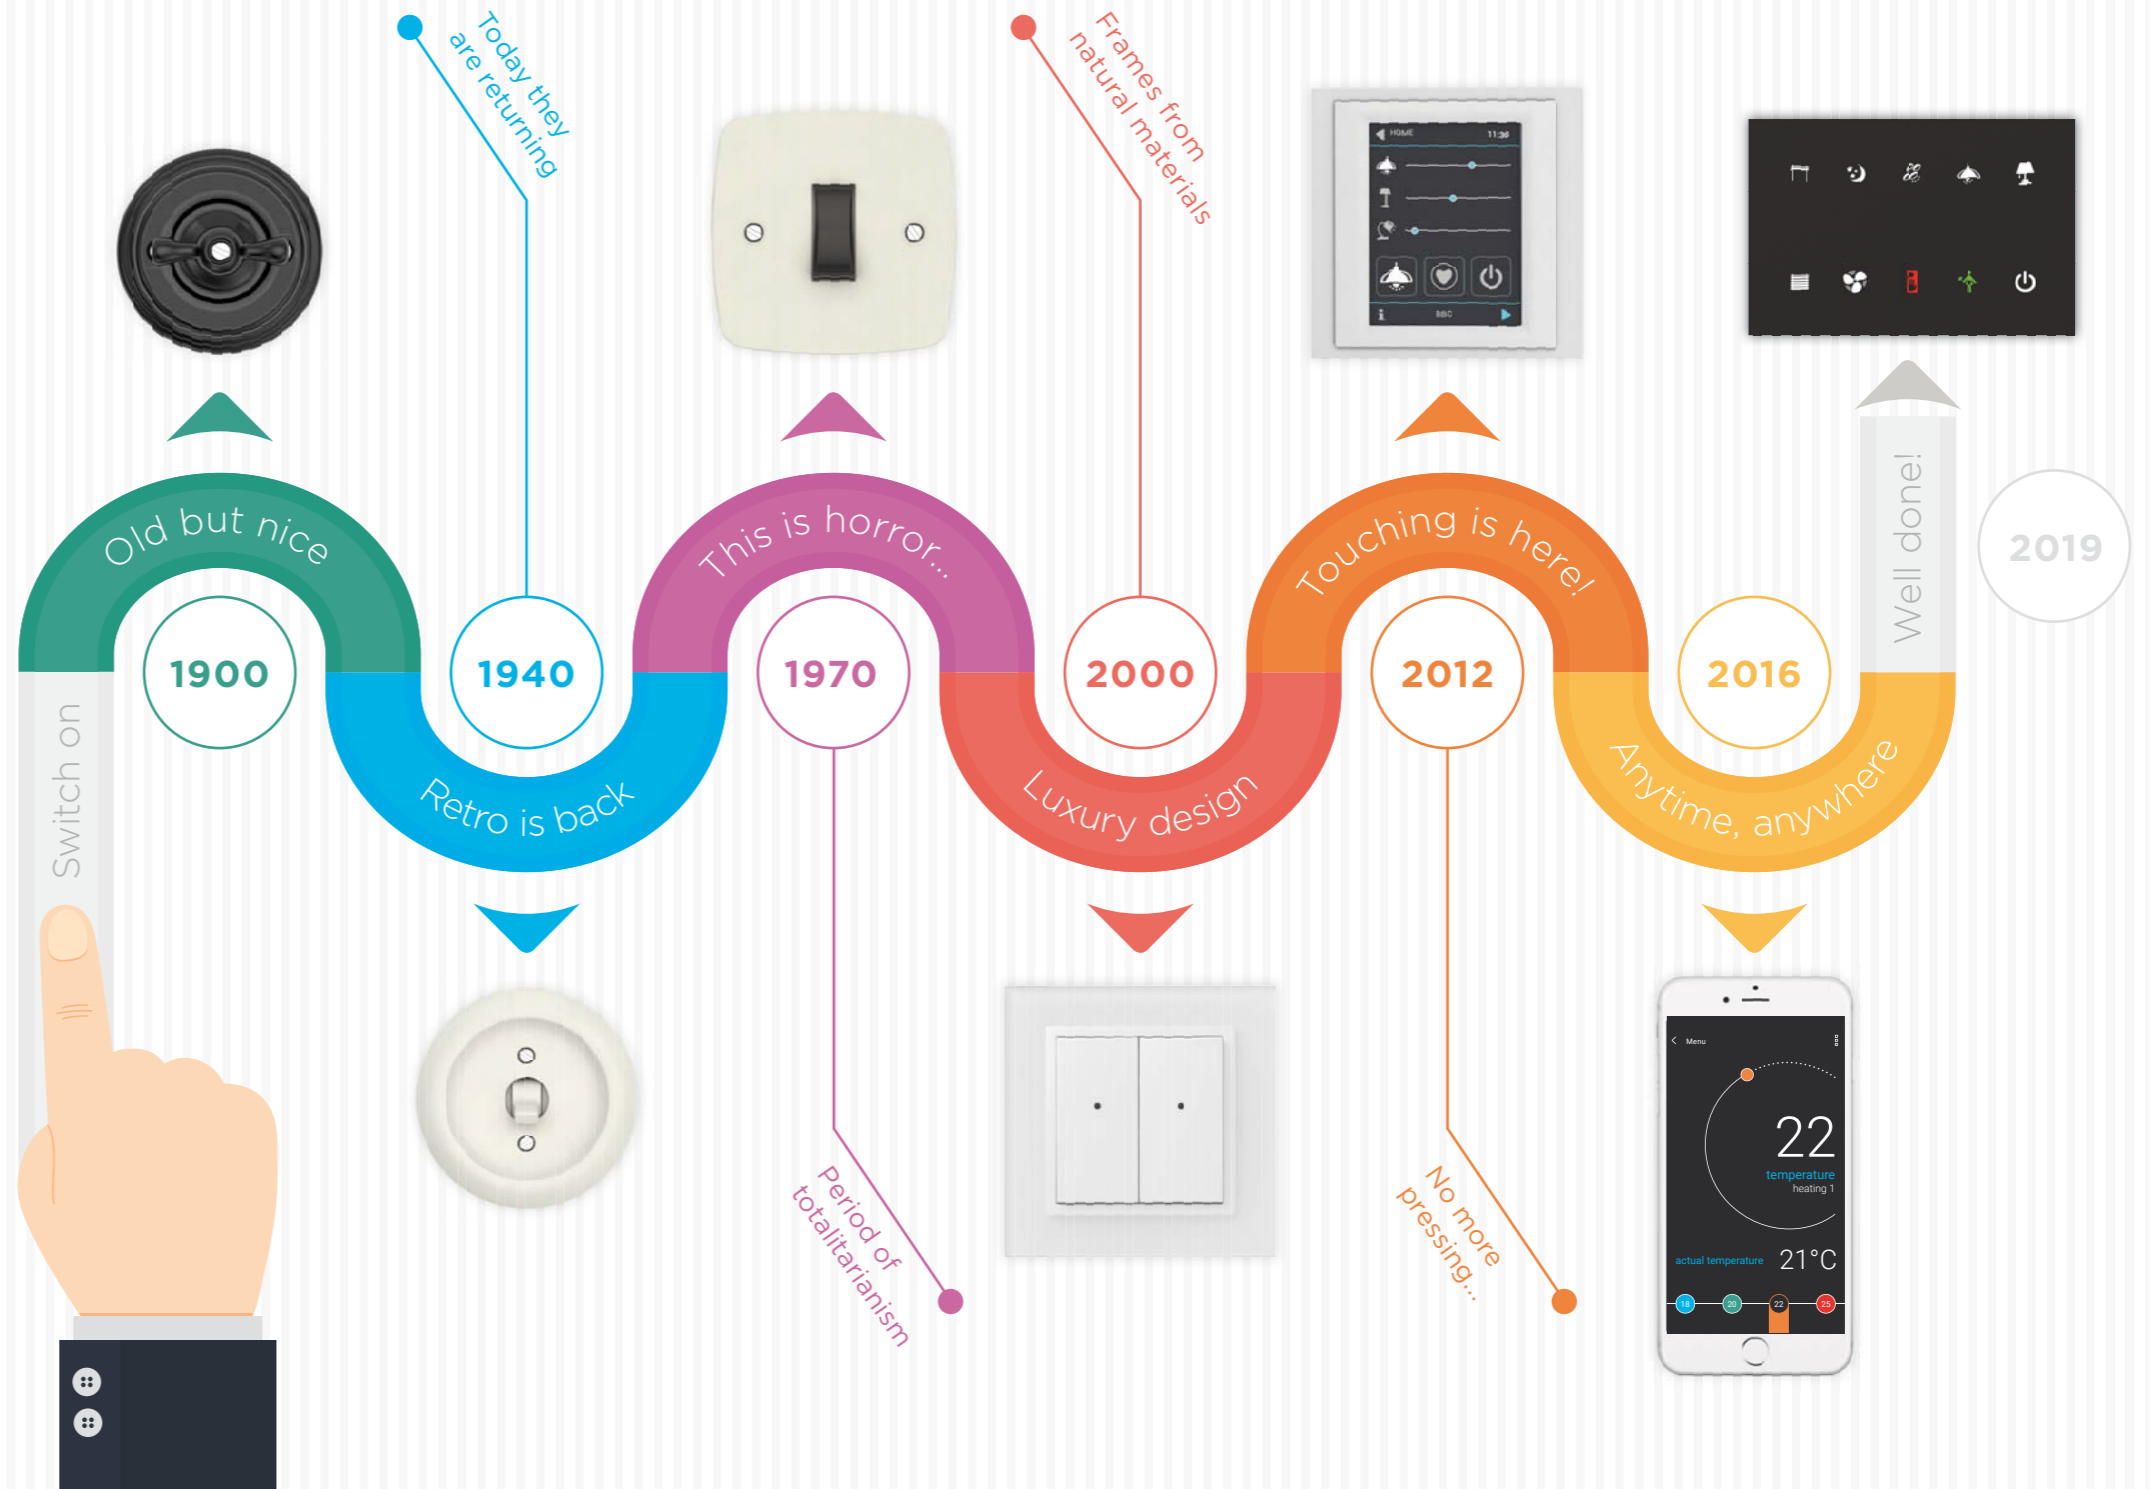 Today they
are returning
Frames from
natural materials
HOME 11:36
BBC
Old but nice
This is horror...
Touching is here!
Well done!
2019
1900
1940
1970
2000
2012
2016
Switch on
Retro is back
Luxury design
Anytime, anywhere
Period of
totalitarianism
No more
pressing...
Menu
22
temperature
heating 1
actual temperature 21°C
18 20 22 25